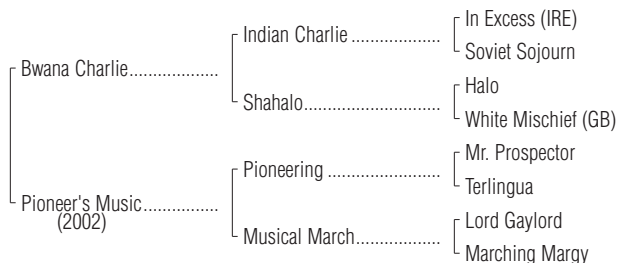 In Excess (IRE)
Indian Charlie ....................
Soviet Sojourn
Bwana Charlie....................
Halo
Shahalo..............................
White Mischief (GB)
Mr. Prospector
Pioneering .........................
Terlingua
Pioneer's Music.................
(2002)
Lord Gaylord
Musical March...................
Marching Margy